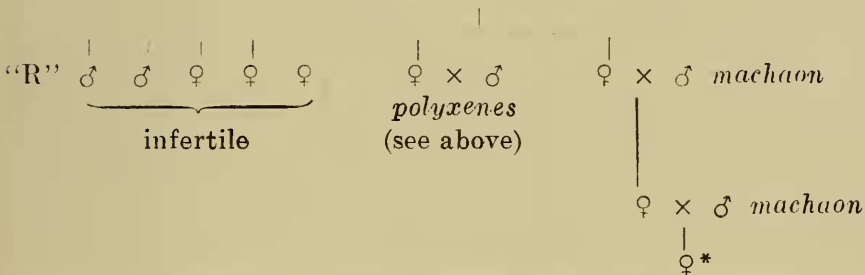 "R" ♂ ♂ ♀ ♀ ♀ ♀ × ♂ ♀ × ♂ machaon
polyxenes
infertile (see above)
♀ × ♂ machaon
♀*